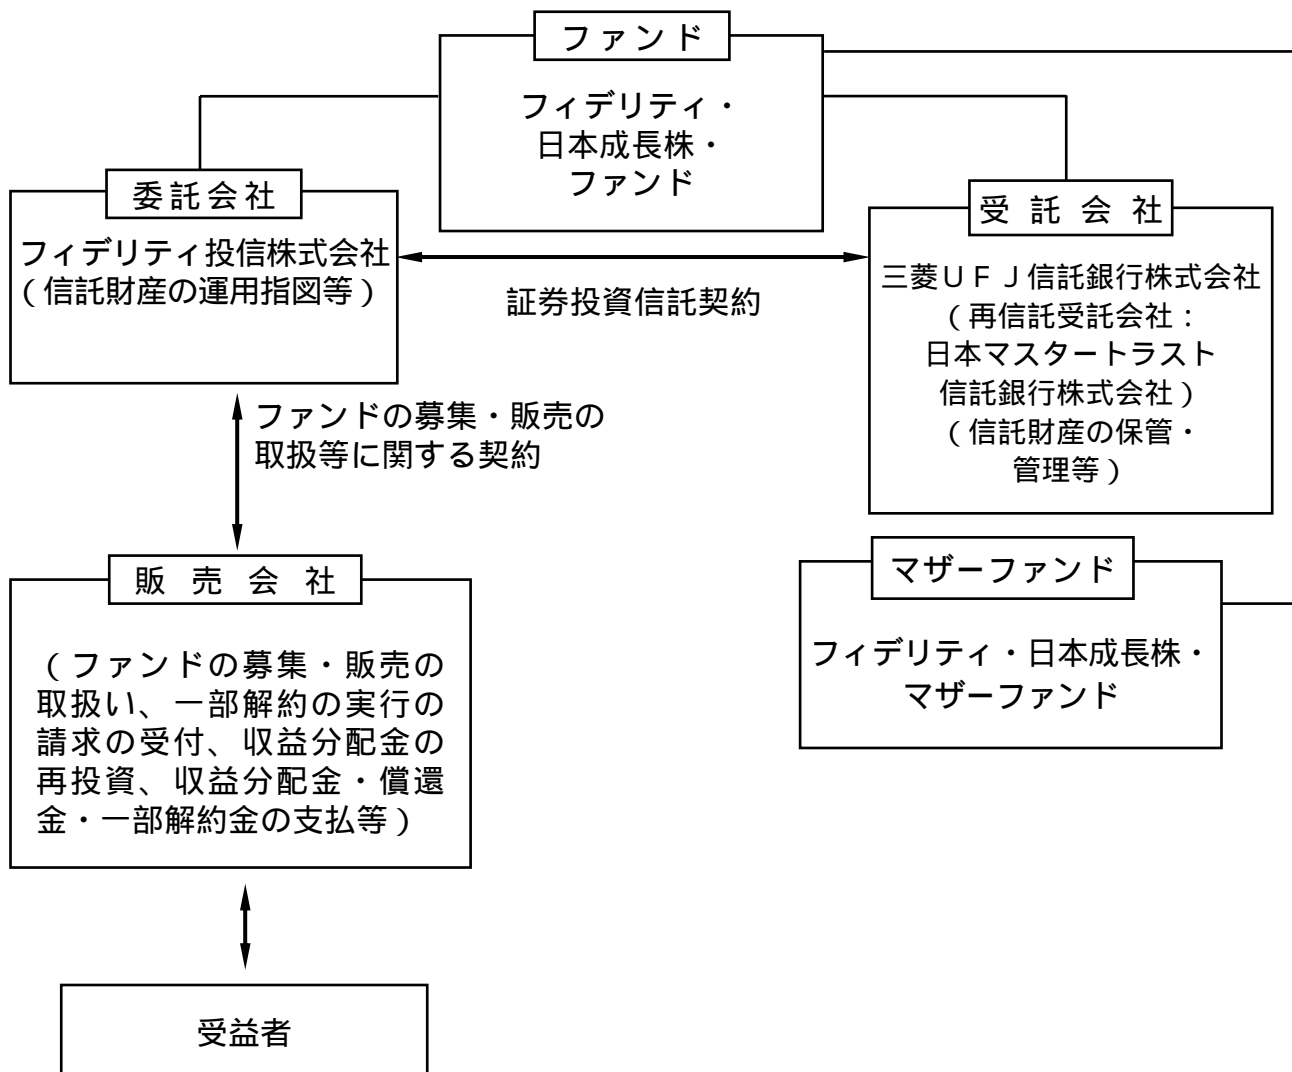 ファンド
フィデリティ・
日本成長株・
ファンド
委託会社
フィデリティ投信株式会社
（信託財産の運用指図等）
証券投資信託契約
受託会社
三菱ＵＦＪ信託銀行株式会社
（再信託受託会社：
日本マスタートラスト
信託銀行株式会社）
（信託財産の保管・
管理等）
ファンドの募集・販売の
取扱等に関する契約
販売会社
（ファンドの募集・販売の
取扱い、一部解約の実行の
請求の受付、収益分配金の
再投資、収益分配金・償還
金・一部解約金の支払等）
マザーファンド
フィデリティ・日本成長株・
マザーファンド
受益者